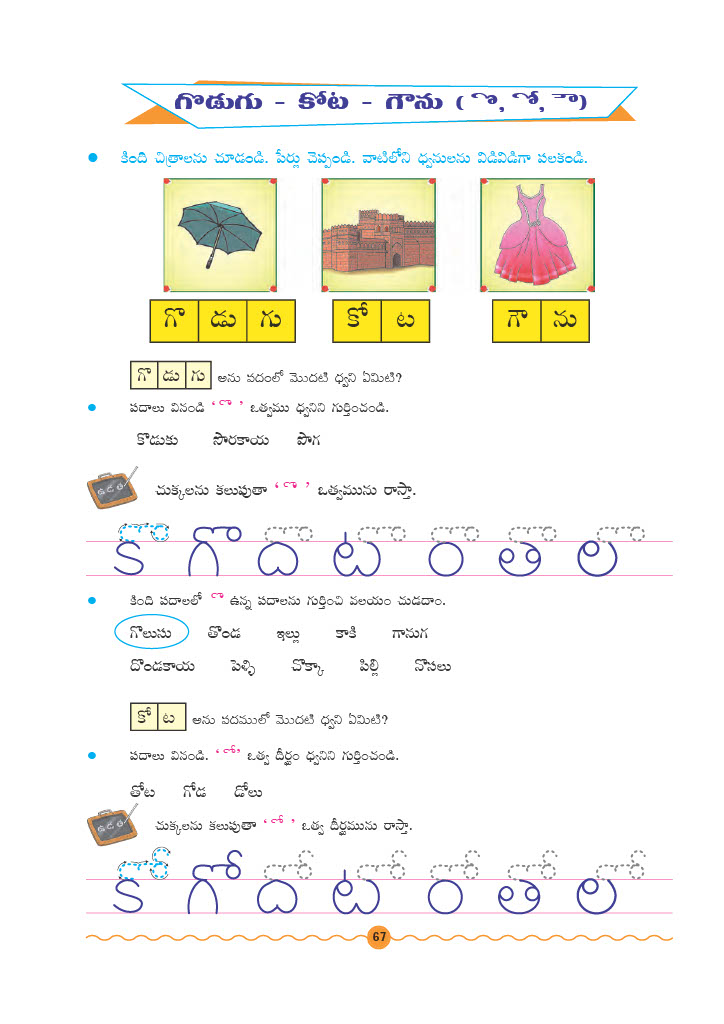 గొడుగు - కోట - గౌను ( ొ, ో, ౌ)
● కింది చిత్రాలను చూడండి. పేర్లు చెప్పండి. వాటిలోని ధ్వనులను విడివిడిగా పలకండి.
గొ డు గు కో ట గౌ ను
గొ డు గు అను పదంలో మొదటి ధ్వని ఏమిటి?
● పదాలు వినండి ‘ ొ ’ ఒత్వము ధ్వనిని గుర్తించండి.
కొడుకు సొరకాయ పొగ
చుక్కలను కలుపుతా ‘ ొ ’ ఒత్వమును రాస్తా.
కొ గొ దొ టొ రొ తొ లొ
● కింది పదాలలో ొ ఉన్న పదాలను గుర్తించి వలయం చుడదాం.
గొలుసు తొండ ఇల్లు కాకి గానుగ
దొండకాయ పెళ్ళి చొక్కా పిల్లి నొసలు
కో ట అను పదములో మొదటి ధ్వని ఏమిటి?
● పదాలు వినండి. ‘ ో’ ఒత్వ దీర్ఘం ధ్వనిని గుర్తించండి.
తోట గోడ డోలు
చుక్కలను కలుపుతా ‘ ో ’ ఒత్వ దీర్ఘమును రాస్తా.
కో గో దో టో రో తో లో
67